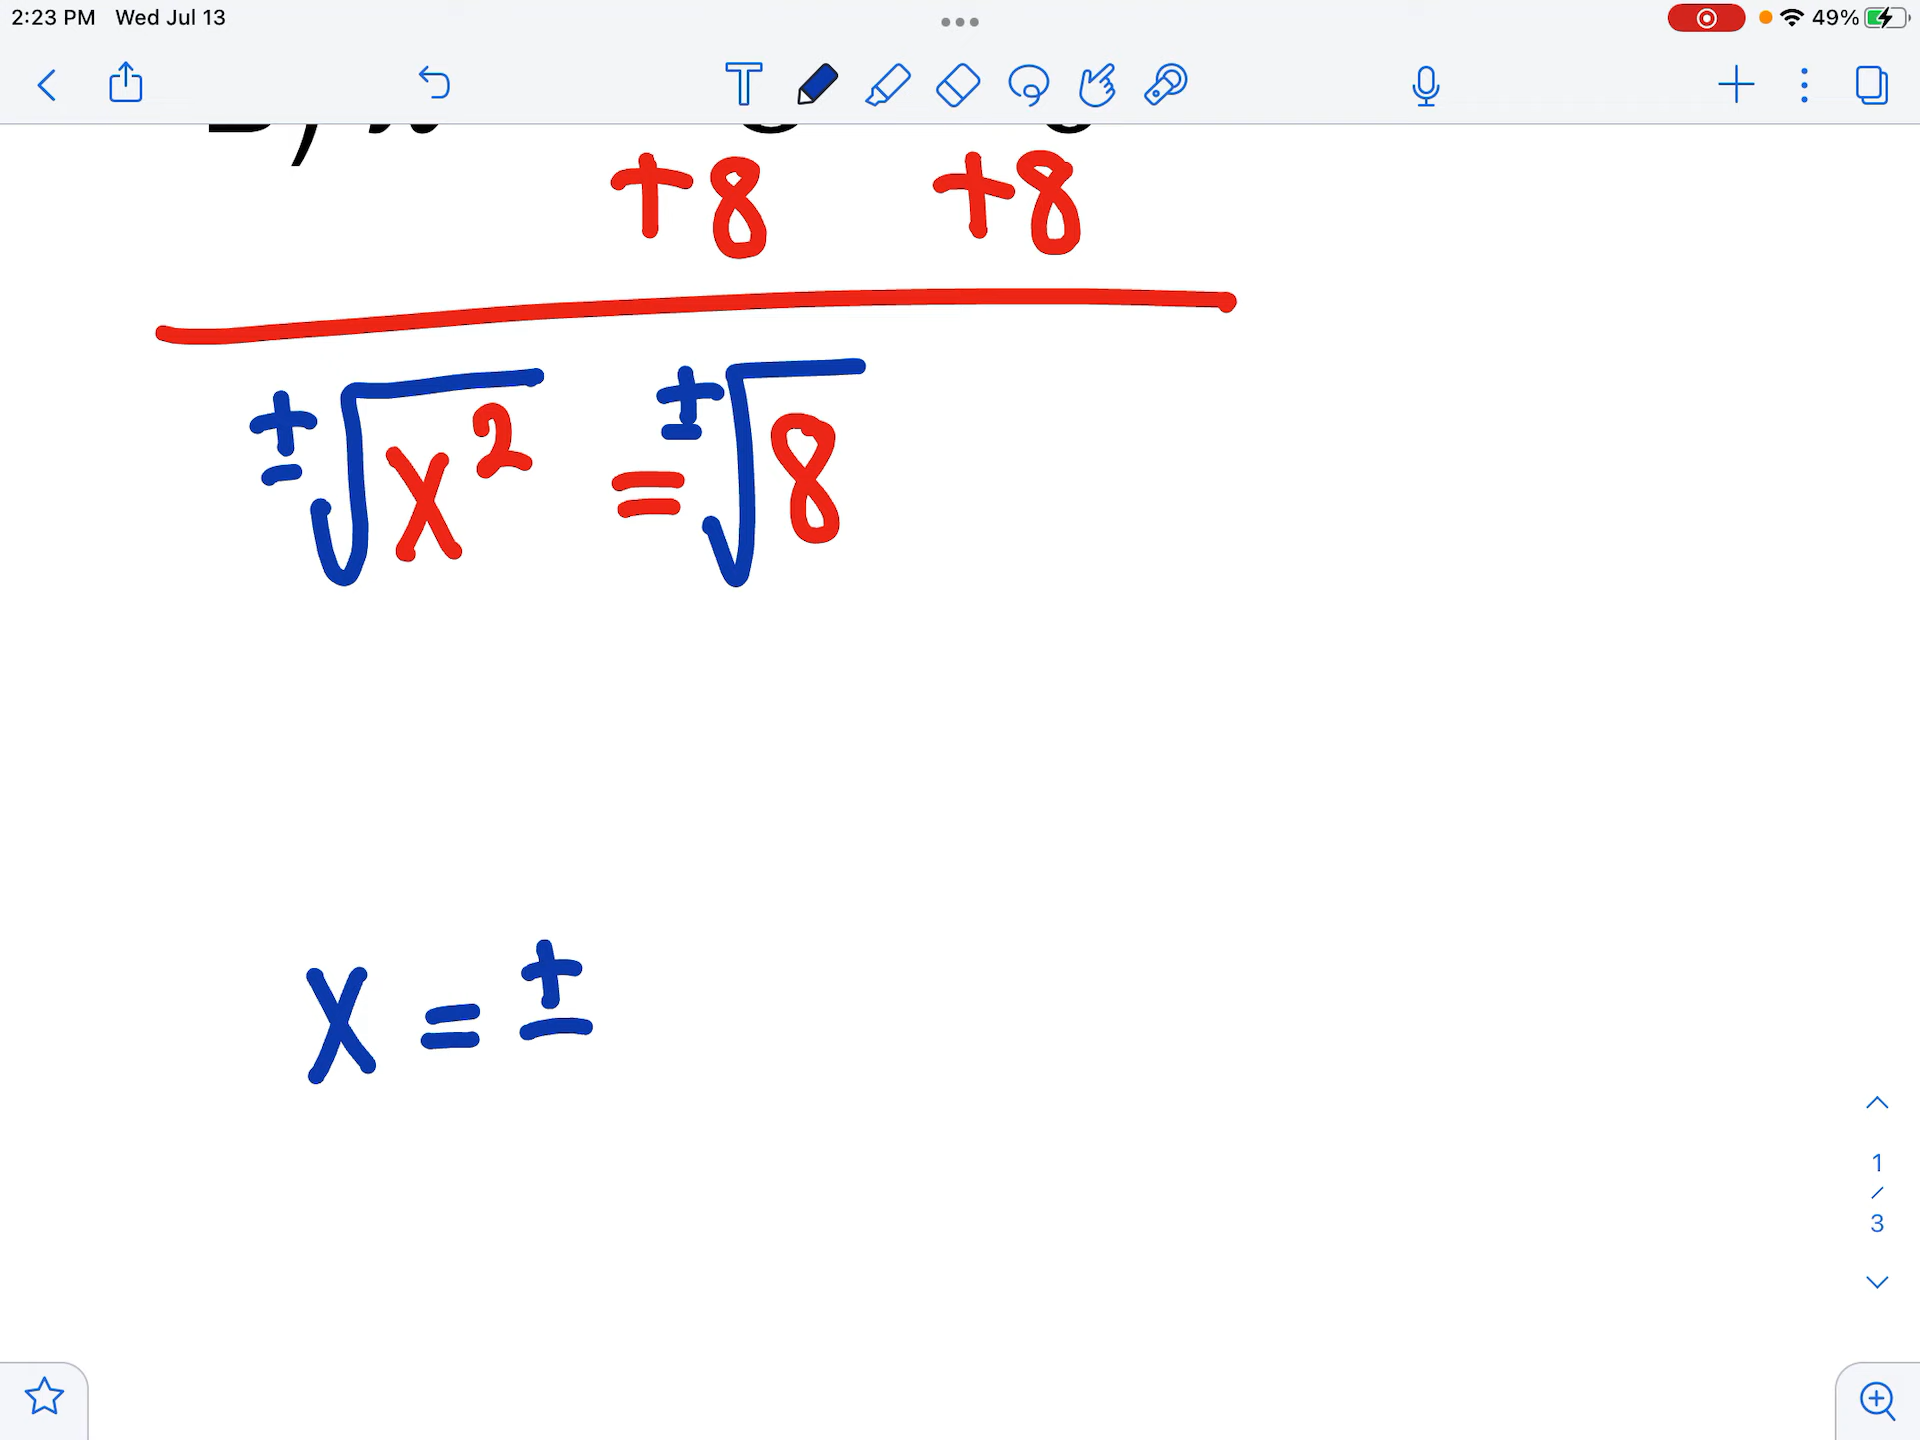 2:23 PM Wed Jul 13 49%
+8 +8
±√x² = ±√8
x = ±
1
/
3